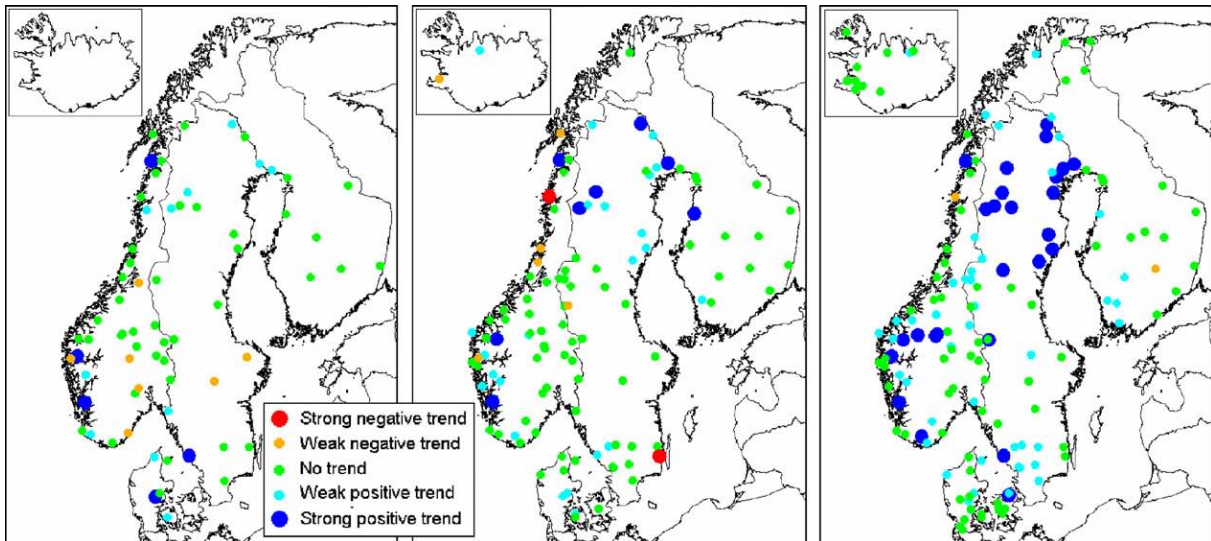 Strong negative trend
Weak negative trend
No trend
Weak positive trend
Strong positive trend